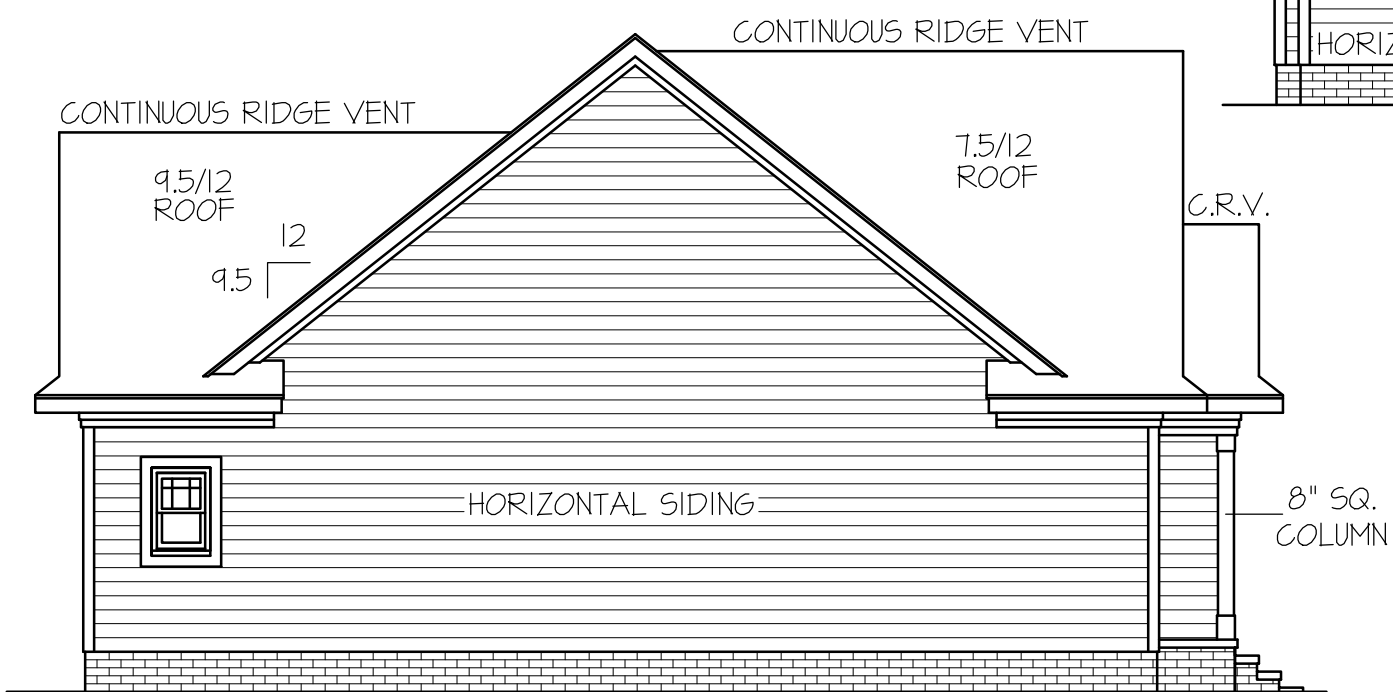 CONTINUOUS RIDGE VENT
HORIZ
CONTINUOUS RIDGE VENT
7.5/12
ROOF
9.5/12
ROOF
C.R.V.
12
9.5
HORIZONTAL SIDING
8" SQ.
COLUMN